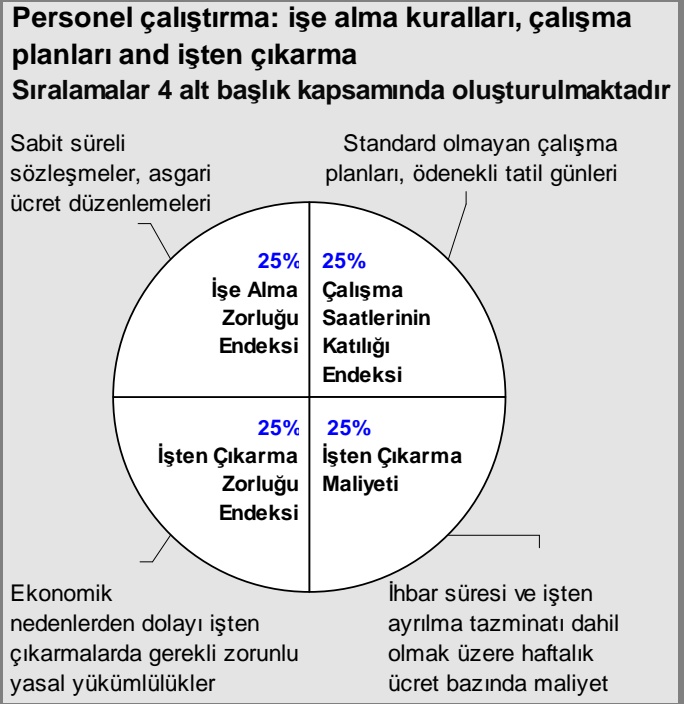 Personel çalıştırma: işe alma kuralları, çalışma
planları and işten çıkarma
Sıralamalar 4 alt başlık kapsamında oluşturulmaktadır
Sabit süreli
sözleşmeler, asgari
ücret düzenlemeleri
Standard olmayan çalışma
planları, ödenekli tatil günleri
25%
İşe Alma
Zorluğu
Endeksi
25%
Çalışma
Saatlerinin
Katılığı
Endeksi
25%
İşten Çıkarma
Zorluğu
Endeksi
25%
İşten Çıkarma
Maliyeti
Ekonomik
nedenlerden dolayı işten
çıkarmalarda gerekli zorunlu
yasal yükümlülükler
İhbar süresi ve işten
ayrılma tazminatı dahil
olmak üzere haftalık
ücret bazında maliyet